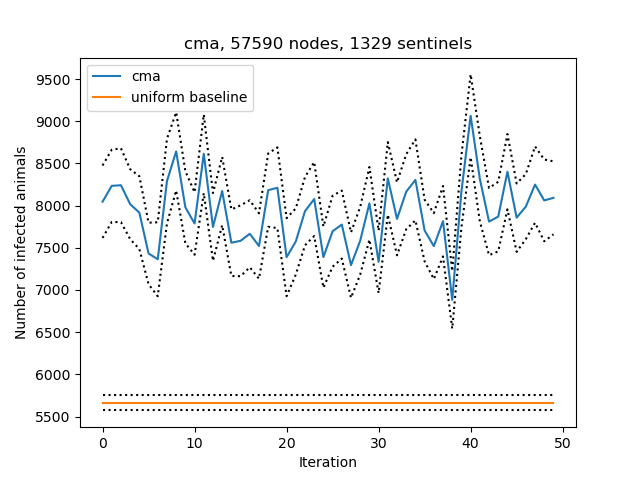 cma, 57590 nodes, 1329 sentinels
cma
uniform baseline
Number of infected animals
9500
9000
8500
8000
7500
7000
6500
6000
5500
0 10 20 30 40 50
Iteration